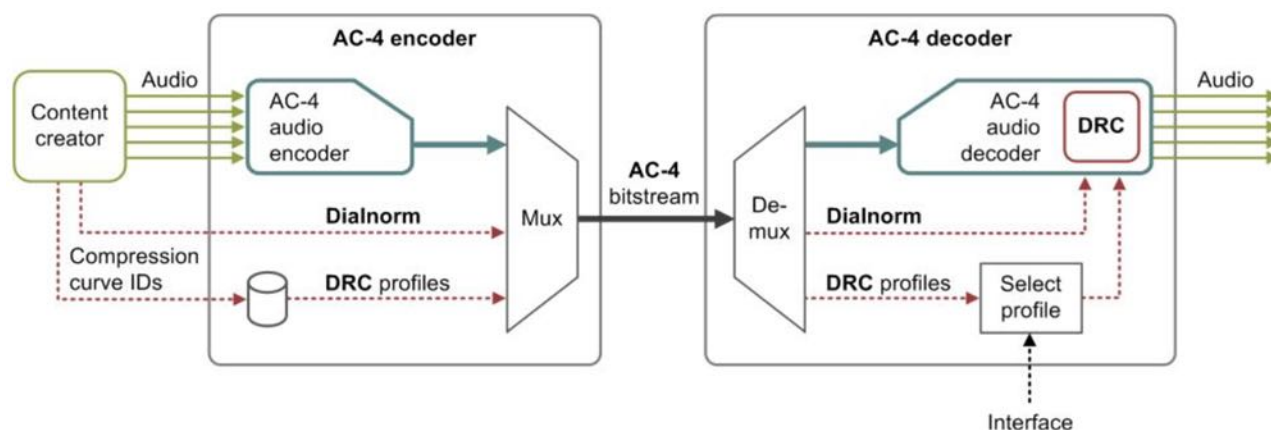 AC-4 encoder
AC-4 decoder
Audio
Content
creator
AC-4
audio
encoder
Mux
Dialnorm
Compression
curve IDs
DRC profiles
AC-4
bitstream
De-
mux
AC-4
audio
decoder
DRC
Audio
Dialnorm
DRC profiles
Select
profile
Interface